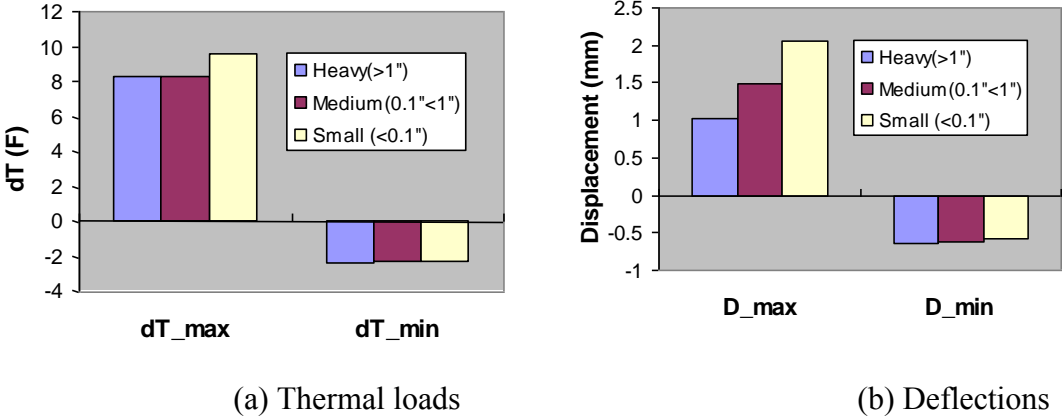 12
10
8
6
4
2
0
-2
-4
dT (F)
Heavy(>1")
Medium(0.1"<1")
Small (<0.1")
dT_max
dT_min
(a) Thermal loads
2.5
2
1.5
1
0.5
0
-0.5
-1
Displacement (mm)
Heavy(>1")
Medium(0.1"<1")
Small (<0.1")
D_max
D_min
(b) Deflections